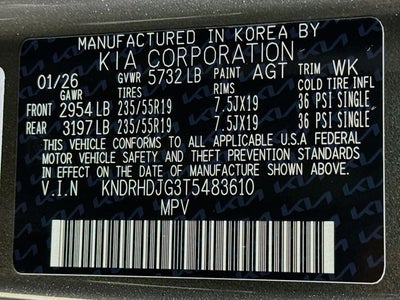 MANUFACTURED IN KOREA BY
KIA CORPORATION
01/26 GVWR 5732 LB PAINT AGT TRIM WK
GAWR TIRES RIMS COLD TIRE INFL
FRONT 2954 LB 235/55R19 7.5JX19 36 PSI SINGLE
REAR 3197 LB 235/55R19 7.5JX19 36 PSI SINGLE
THIS VEHICLE CONFORMS TO ALL APPLICABLE U.S.A FEDERAL
MOTOR VEHICLE SAFETY AND THEFT PREVENTION STANDARDS
IN EFFECT ON THE DATE OF MANUFACTURE SHOWN ABOVE.
V.I.N KNDRHDJG3T5483610
MPV